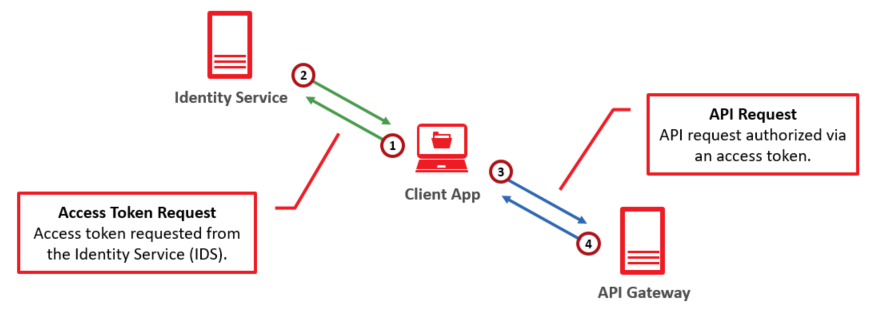 2
Identity Service
1
Client App
3
4
API Gateway
API Request
API request authorized via
an access token.
Access Token Request
Access token requested from
the Identity Service (IDS).